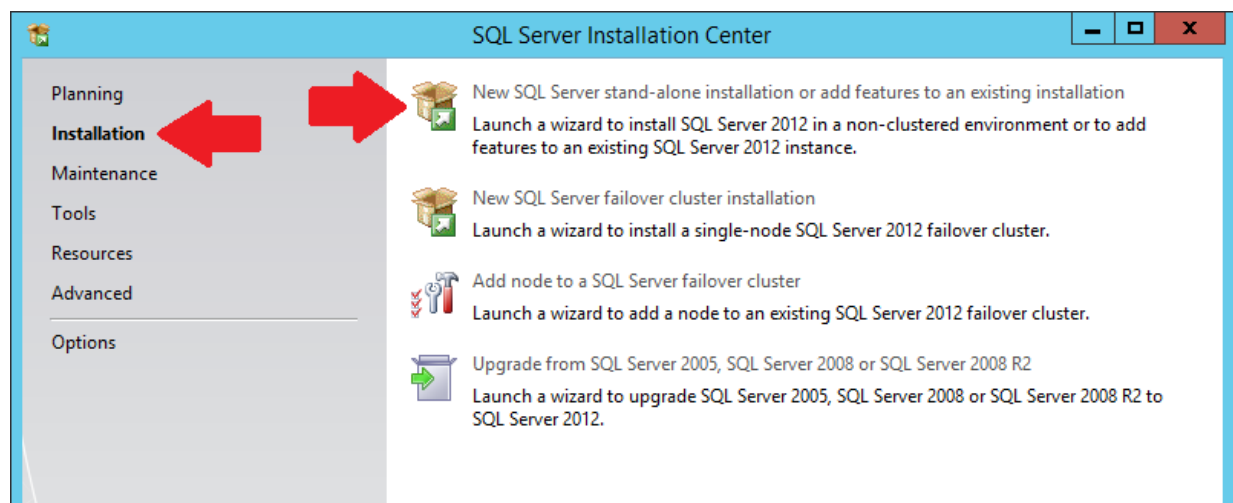 SQL Server Installation Center
Planning
Installation
Maintenance
Tools
Resources
Advanced
Options
New SQL Server stand-alone installation or add features to an existing installation
Launch a wizard to install SQL Server 2012 in a non-clustered environment or to add
features to an existing SQL Server 2012 instance.
New SQL Server failover cluster installation
Launch a wizard to install a single-node SQL Server 2012 failover cluster.
Add node to a SQL Server failover cluster
Launch a wizard to add a node to an existing SQL Server 2012 failover cluster.
Upgrade from SQL Server 2005, SQL Server 2008 or SQL Server 2008 R2
Launch a wizard to upgrade SQL Server 2005, SQL Server 2008 or SQL Server 2008 R2 to
SQL Server 2012.